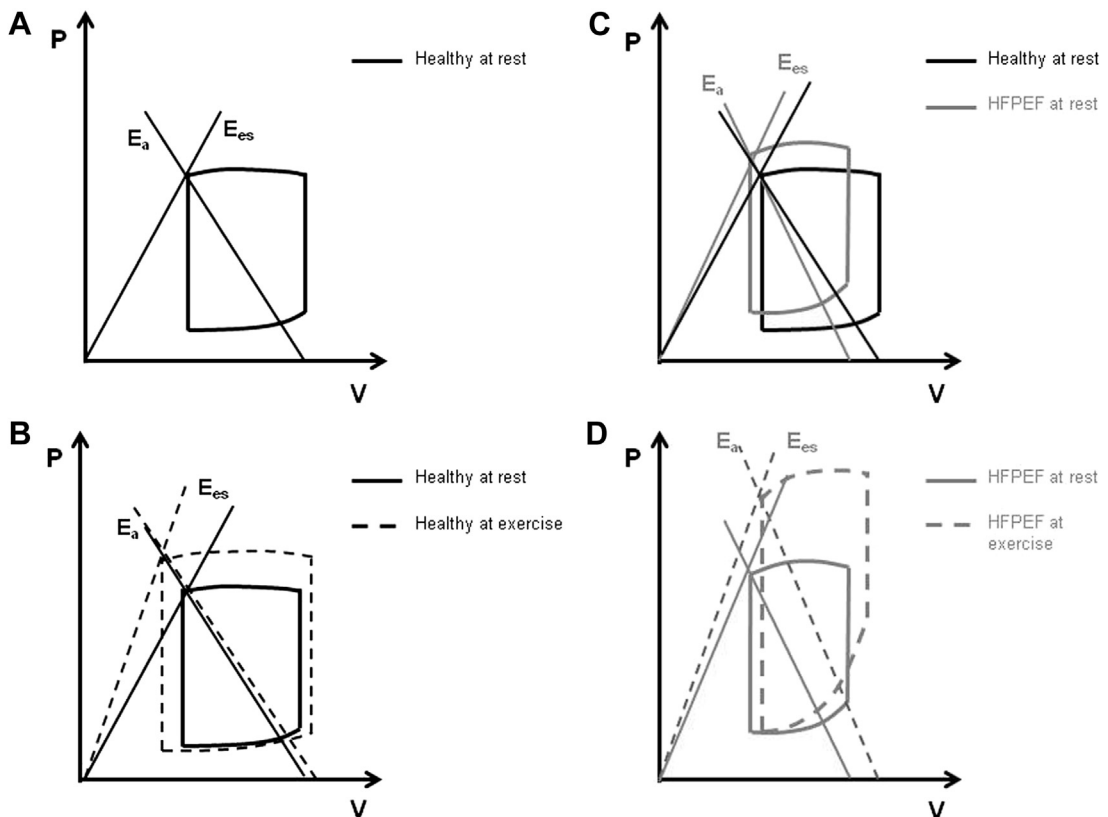 A
P
Healthy at rest
Ea
Ees
V
C
P
Ees
Ea
Healthy at rest
HFPEF at rest
V
B
P
Ees
Ea
Healthy at rest
Healthy at exercise
V
D
P
Ea
Ees
HFPEF at rest
HFPEF at
exercise
V